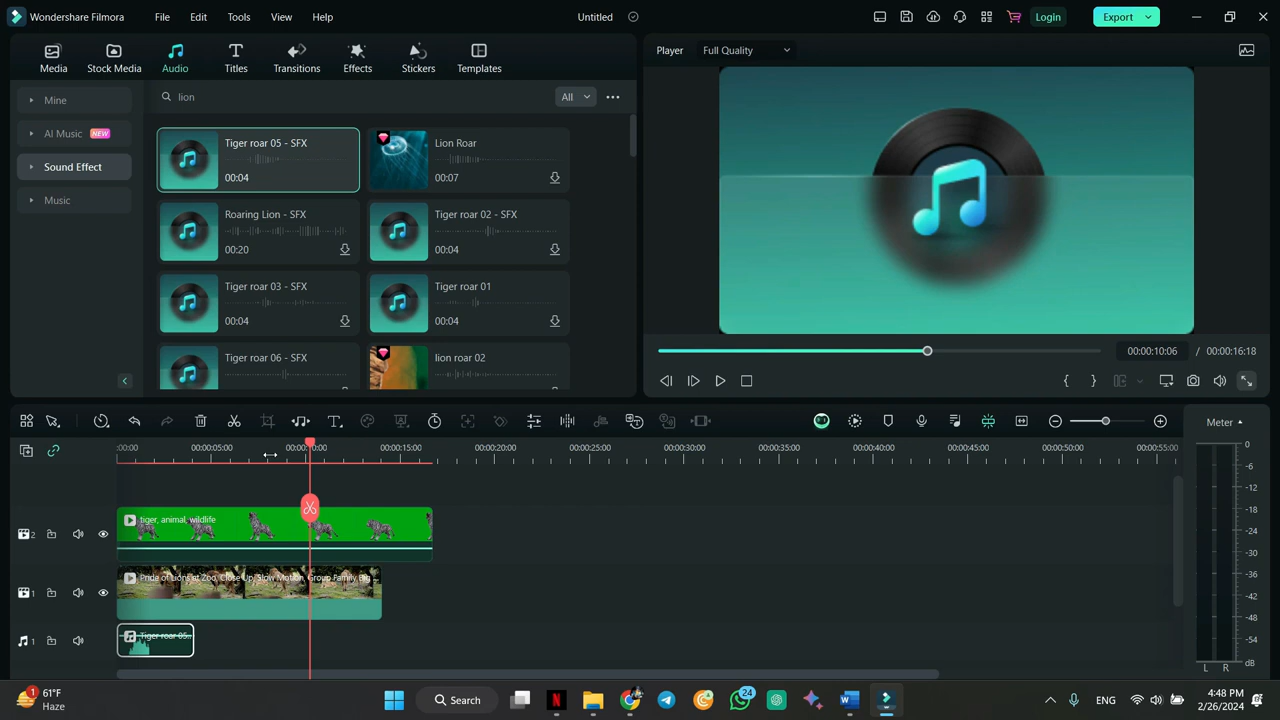 Wondershare Filmora File Edit Tools View Help Untitled Login Export
Media Stock Media Audio Titles Transitions Effects Stickers Templates
Player Full Quality
Mine
AI Music NEW
Sound Effect
Music
lion All
Tiger roar 05 - SFX
00:04
Lion Roar
00:07
Roaring Lion - SFX
00:20
Tiger roar 02 - SFX
00:04
Tiger roar 03 - SFX
00:04
Tiger roar 01
00:04
Tiger roar 06 - SFX
lion roar 02
00:00:10:06 / 00:00:16:18
Meter
:00:00 00:00:05:00 00:00:15:00 00:00:20:00 00:00:25:00 00:00:30:00 00:00:35:00 00:00:40:00 00:00:45:00 00:00:50:00 00:00:55:00
2 tiger, animal, wildlife
1 Pride of Lions at Zoo, Close Up, Slow Motion, Group Family Big ...
1 Tiger roar 05...
0
-6
-12
-18
-24
-30
-36
-42
-48
-54
dB
L R
1 61°F
Haze
Search
24
ENG
4:48 PM
2/26/2024